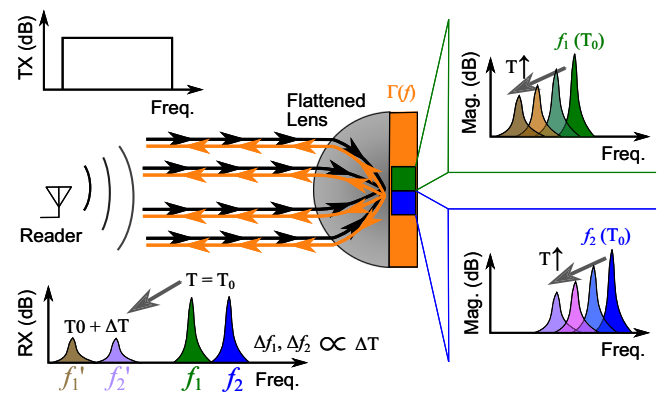 TX (dB)
Freq.
Flattened
Lens
Γ(f)
Reader
Mag. (dB)
T↑
f₁ (T₀)
Freq.
Mag. (dB)
T↑
f₂ (T₀)
Freq.
RX (dB)
T = T₀
T0 + ΔT
Δf₁, Δf₂ ∝ ΔT
f₁' f₂' f₁ f₂ Freq.